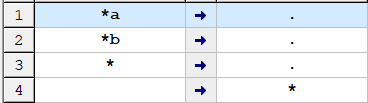 1 *a → .
2 *b → .
3 * → .
4 → *